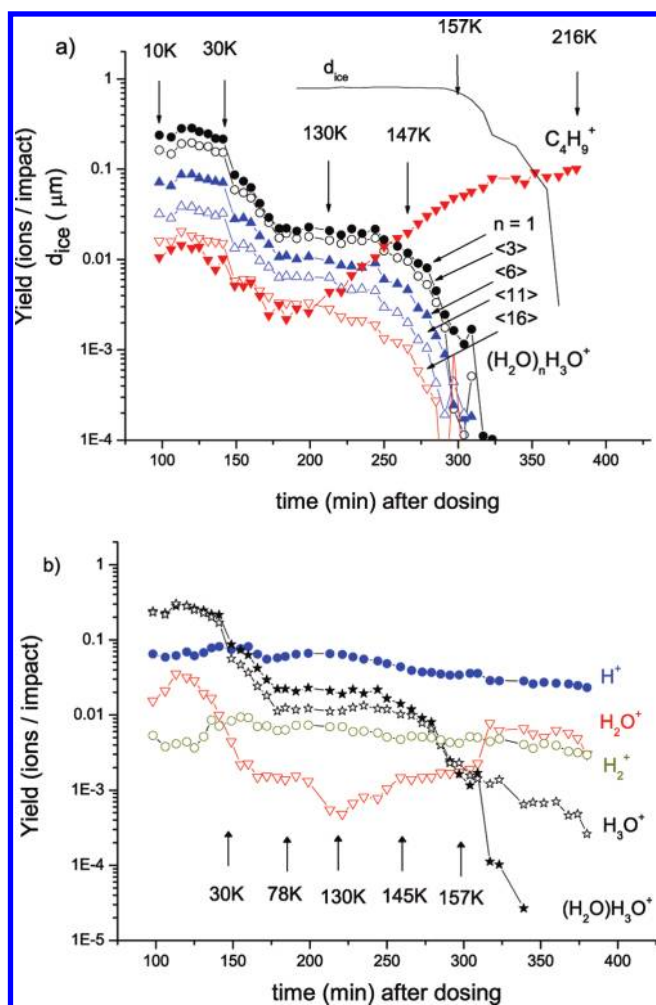 a)
10K 30K 157K 216K
d_ice
1
C₄H₉⁺
130K 147K
0.1
n = 1
<3>
0.01
<6>
<11>
<16>
1E-3
(H₂O)ₙH₃O⁺
1E-4
Yield (ions / impact)
d_ice ( μm)
100 150 200 250 300 350 400
time (min) after dosing
b)
1
0.1
H⁺
0.01
H₂O⁺
H₂⁺
1E-3
H₃O⁺
30K 78K 130K 145K 157K
1E-4
(H₂O)H₃O⁺
1E-5
Yield (ions / impact)
100 150 200 250 300 350 400
time (min) after dosing